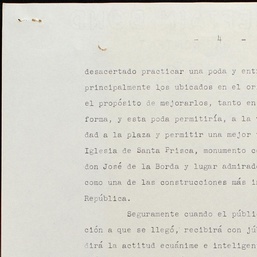 - 4 -
desacertado practicar una poda y ent
principalmente los ubicados en el or
el propósito de mejorarlos, tanto en
forma, y esta poda permitiría, a la
dad a la plaza y permitir una mejor
Iglesia de Santa Prisca, monumento c
don José de la Borda y lugar admirad
como una de las construcciones más i
República.
Seguramente cuando el públi
ción a que se llegó, recibirá con jú
dirá la actitud ecuánime e inteligen